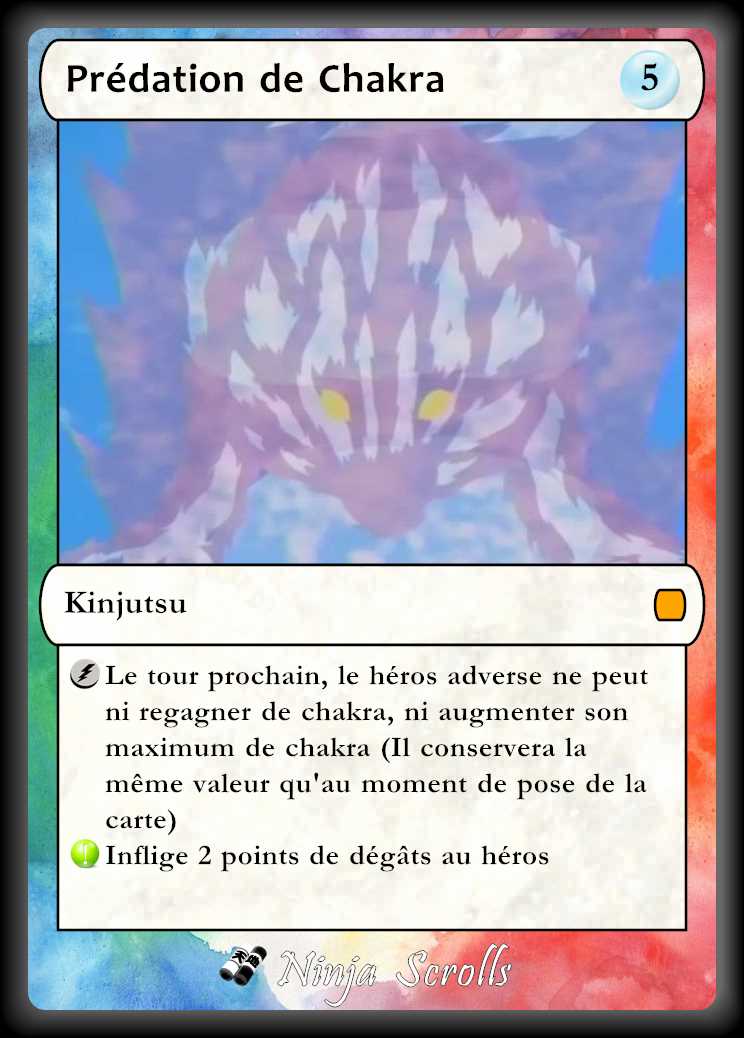 Prédation de Chakra
5
Kinjutsu
Le tour prochain, le héros adverse ne peut
ni regagner de chakra, ni augmenter son
maximum de chakra (Il conservera la
même valeur qu'au moment de pose de la
carte)
Inflige 2 points de dégâts au héros
Ninja Scrolls